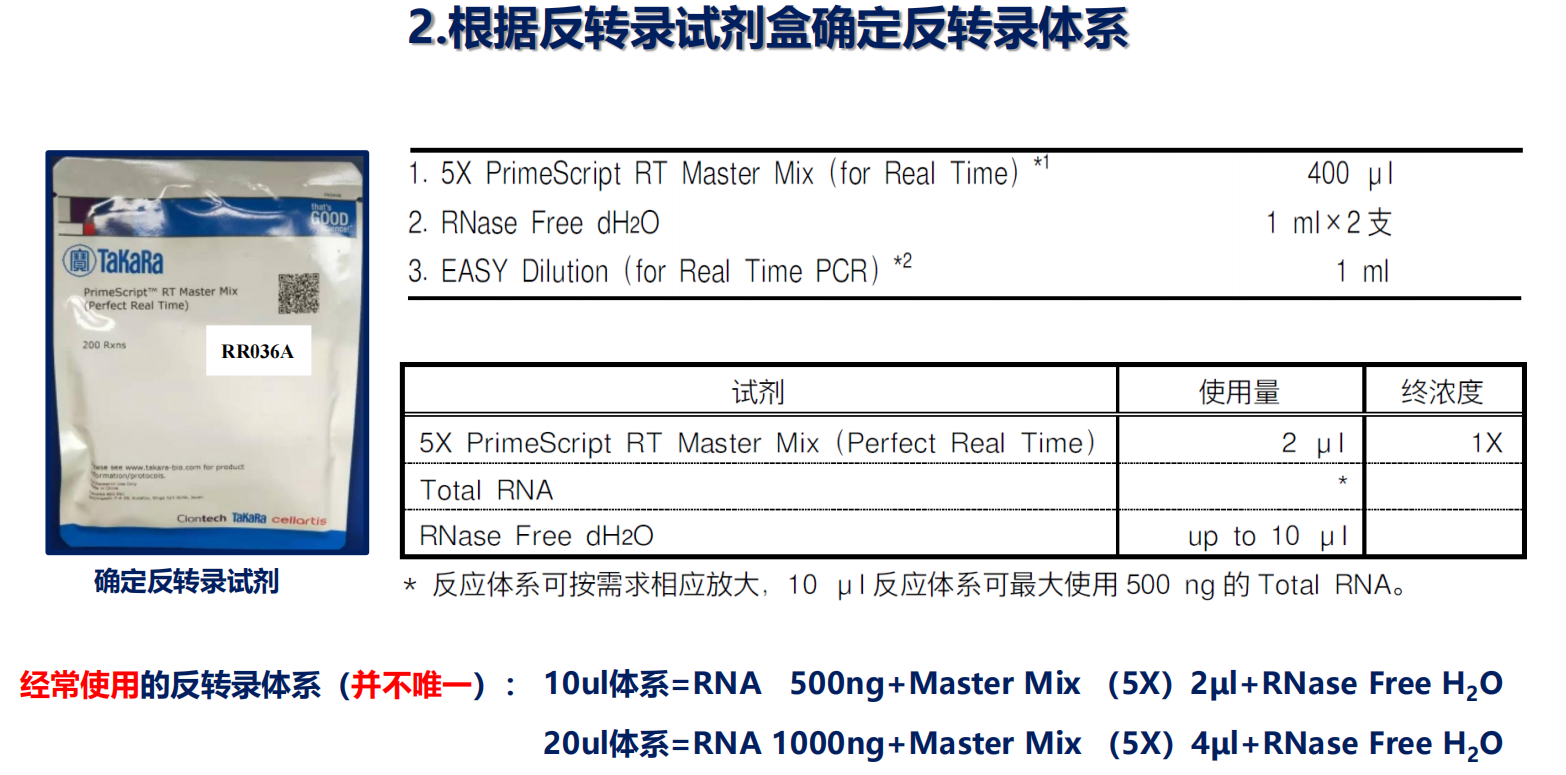 2.根据反转录试剂盒确定反转录体系
that's
GOOD
science!
TaKaRa
PrimeScript™ RT Master Mix
(Perfect Real Time)
200 Rxns
RR036A
Please see www.takara-bio.com for product
information/protocols.
Clontech TaKaRa cellartis
确定反转录试剂
1. 5X PrimeScript RT Master Mix (for Real Time) *1 400 μl
2. RNase Free dH2O 1 ml×2支
3. EASY Dilution (for Real Time PCR) *2 1 ml
试剂 使用量 终浓度
5X PrimeScript RT Master Mix (Perfect Real Time) 2 μl 1X
Total RNA *
RNase Free dH2O up to 10 μl
* 反应体系可按需求相应放大，10 μl反应体系可最大使用500 ng的Total RNA。
经常使用的反转录体系（并不唯一）： 10ul体系=RNA 500ng+Master Mix （5X）2μl+RNase Free H₂O
20ul体系=RNA 1000ng+Master Mix （5X）4μl+RNase Free H₂O